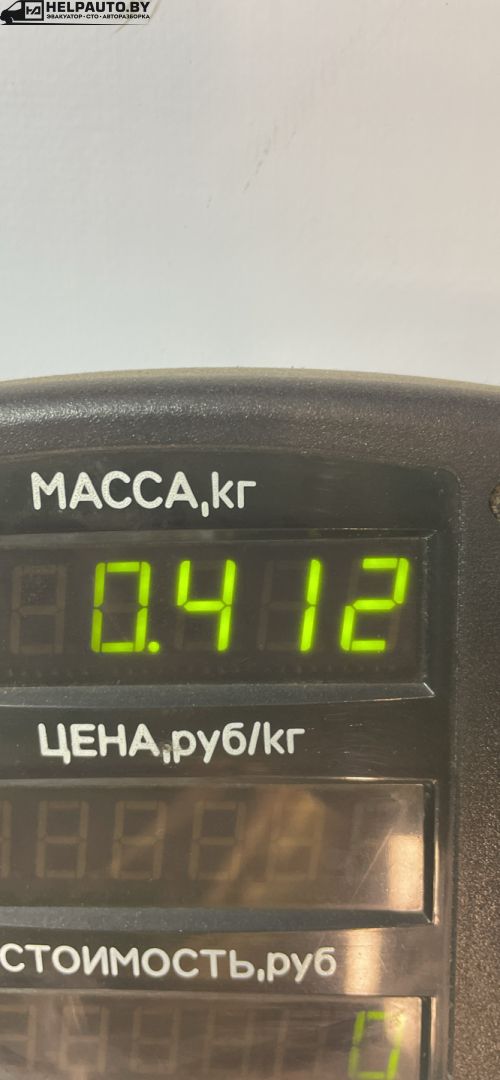 HELPAUTO.BY
ЭВАКУАТОР • СТО • АВТОРАЗБОРКА
МАССА,кг
0.412
ЦЕНА,руб/кг
СТОИМОСТЬ,руб
0